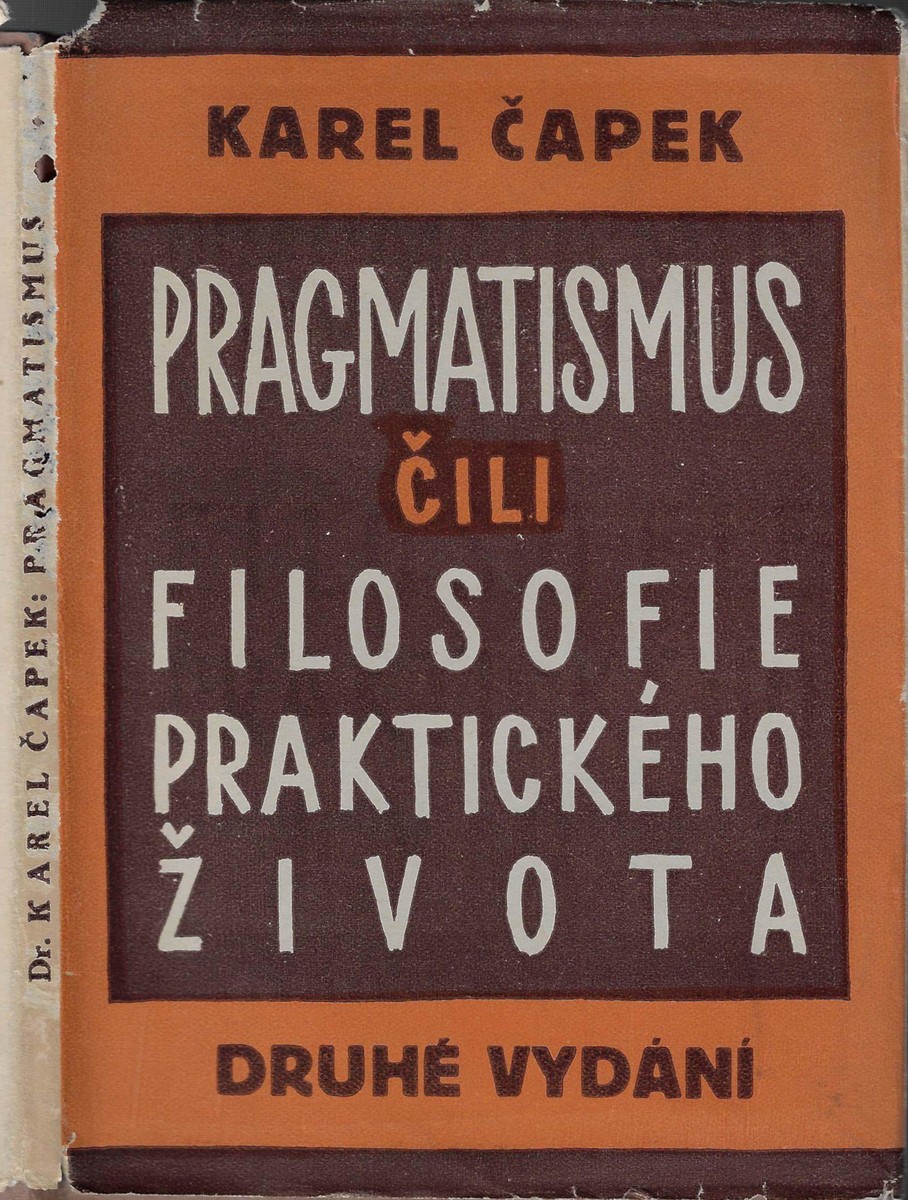 Dr. KAREL ČAPEK: PRAGMATISMUS
KAREL ČAPEK
PRAGMATISMUS
ČILI
FILOSOFIE
PRAKTICKÉHO
ŽIVOTA
DRUHÉ VYDÁNÍ